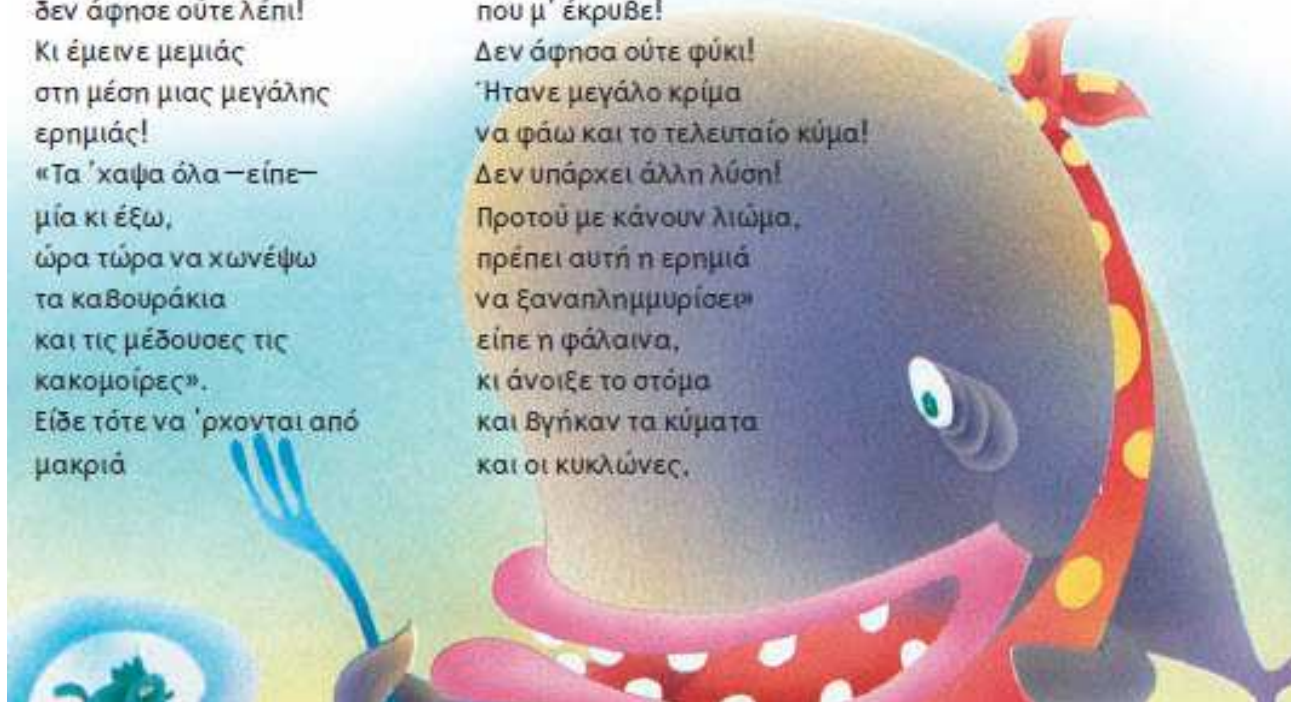 δεν άφησε ούτε λέπι!
Κι έμεινε μεμιάς
στη μέση μιας μεγάλης
ερημιάς!
«Τα ’χαψα όλα —είπε—
μία κι έξω,
ώρα τώρα να χωνέψω
τα καβουράκια
και τις μέδουσες τις
κακομοίρες».
Είδε τότε να ’ρχονται από
μακριά
που μ’ έκρυβε!
Δεν άφησα ούτε φύκι!
Ήτανε μεγάλο κρίμα
να φάω και το τελευταίο κύμα!
Δεν υπάρχει άλλη λύση!
Προτού με κάνουν λιώμα,
πρέπει αυτή η ερημιά
να ξαναπλημμυρίσει»
είπε η φάλαινα,
κι άνοιξε το στόμα
και βγήκαν τα κύματα
και οι κυκλώνες,